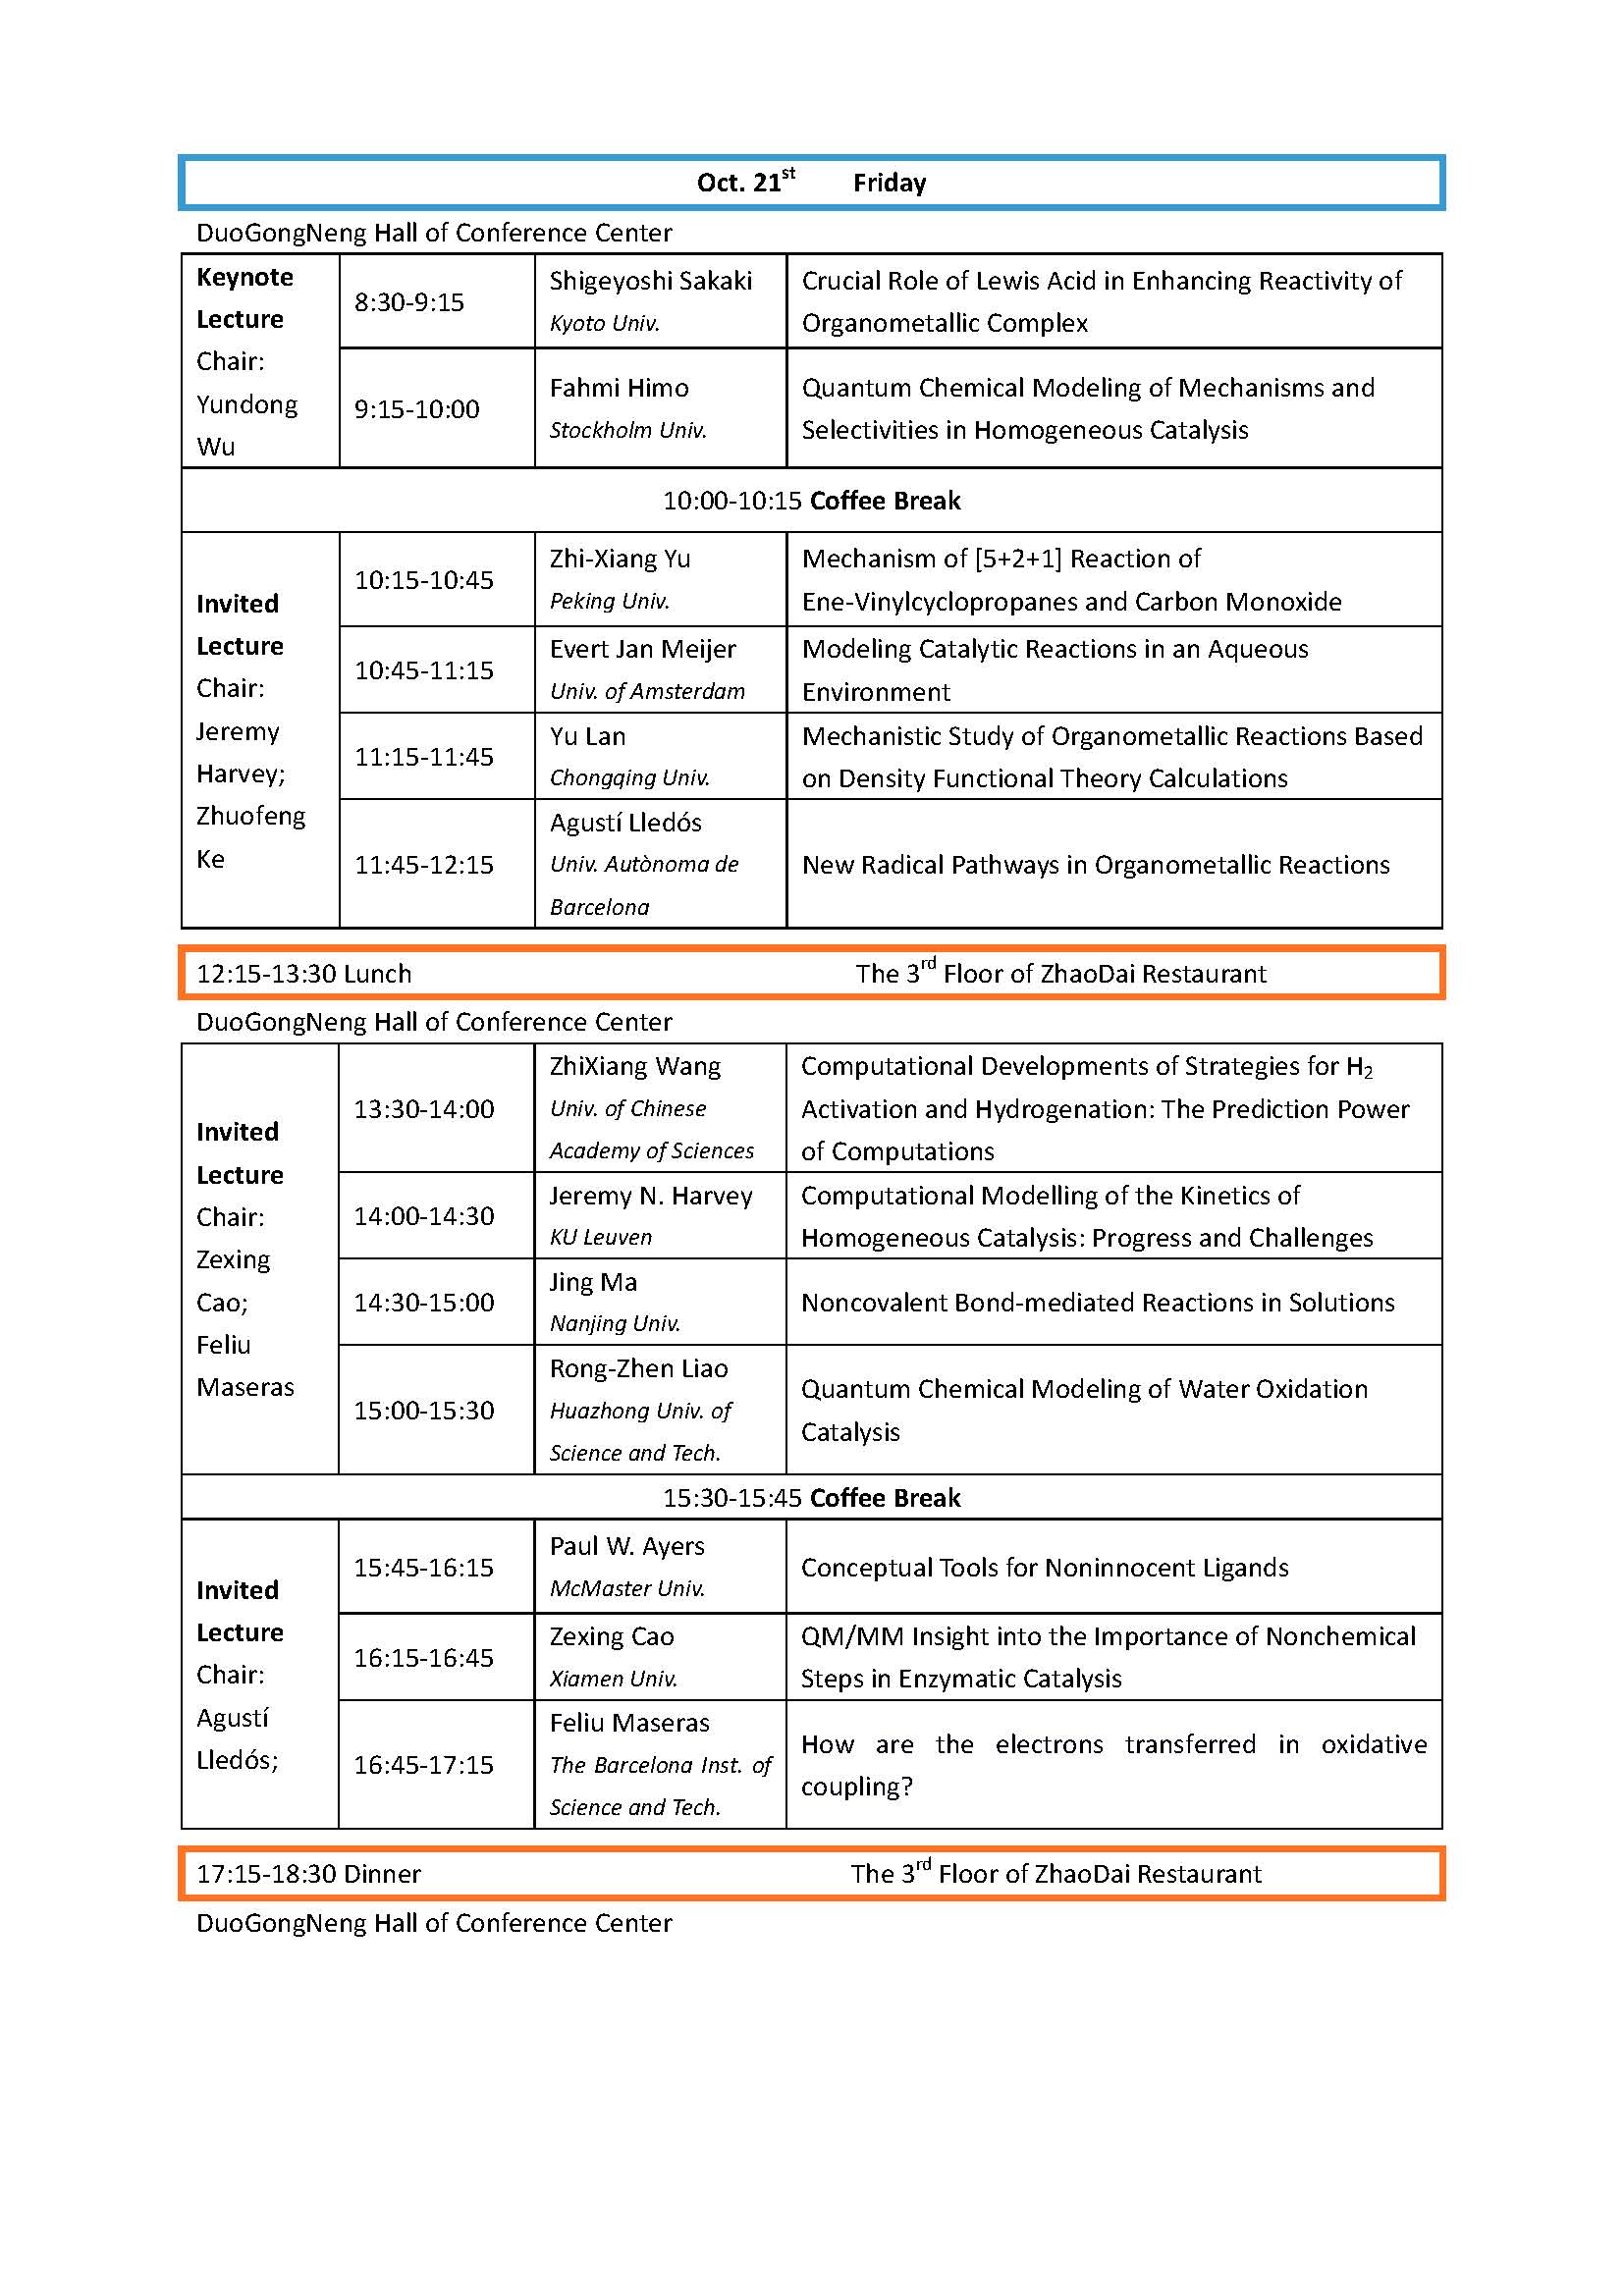 Oct. 21st Friday
DuoGongNeng Hall of Conference Center
Keynote
Lecture
Chair:
Yundong
Wu
8:30-9:15
Shigeyoshi Sakaki
Kyoto Univ.
Crucial Role of Lewis Acid in Enhancing Reactivity of
Organometallic Complex
9:15-10:00
Fahmi Himo
Stockholm Univ.
Quantum Chemical Modeling of Mechanisms and
Selectivities in Homogeneous Catalysis
10:00-10:15 Coffee Break
Invited
Lecture
Chair:
Jeremy
Harvey;
Zhuofeng
Ke
10:15-10:45
Zhi-Xiang Yu
Peking Univ.
Mechanism of [5+2+1] Reaction of
Ene-Vinylcyclopropanes and Carbon Monoxide
10:45-11:15
Evert Jan Meijer
Univ. of Amsterdam
Modeling Catalytic Reactions in an Aqueous
Environment
11:15-11:45
Yu Lan
Chongqing Univ.
Mechanistic Study of Organometallic Reactions Based
on Density Functional Theory Calculations
11:45-12:15
Agustí Lledós
Univ. Autònoma de
Barcelona
New Radical Pathways in Organometallic Reactions
12:15-13:30 Lunch The 3rd Floor of ZhaoDai Restaurant
DuoGongNeng Hall of Conference Center
Invited
Lecture
Chair:
Zexing
Cao;
Feliu
Maseras
13:30-14:00
ZhiXiang Wang
Univ. of Chinese
Academy of Sciences
Computational Developments of Strategies for H2
Activation and Hydrogenation: The Prediction Power
of Computations
14:00-14:30
Jeremy N. Harvey
KU Leuven
Computational Modelling of the Kinetics of
Homogeneous Catalysis: Progress and Challenges
14:30-15:00
Jing Ma
Nanjing Univ.
Noncovalent Bond-mediated Reactions in Solutions
15:00-15:30
Rong-Zhen Liao
Huazhong Univ. of
Science and Tech.
Quantum Chemical Modeling of Water Oxidation
Catalysis
15:30-15:45 Coffee Break
Invited
Lecture
Chair:
Agustí
Lledós;
15:45-16:15
Paul W. Ayers
McMaster Univ.
Conceptual Tools for Noninnocent Ligands
16:15-16:45
Zexing Cao
Xiamen Univ.
QM/MM Insight into the Importance of Nonchemical
Steps in Enzymatic Catalysis
16:45-17:15
Feliu Maseras
The Barcelona Inst. of
Science and Tech.
How are the electrons transferred in oxidative
coupling?
17:15-18:30 Dinner The 3rd Floor of ZhaoDai Restaurant
DuoGongNeng Hall of Conference Center